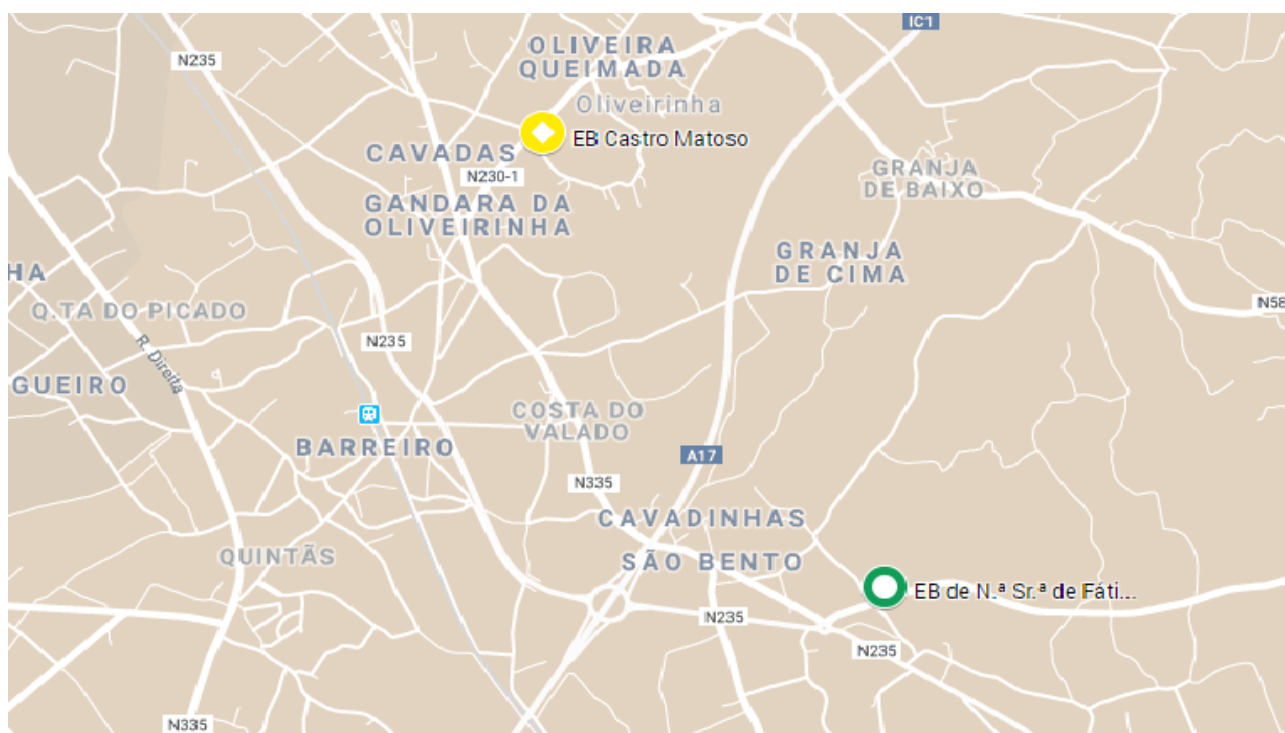 IC1
OLIVEIRA
QUEIMADA
N235
Oliveirinha
EB Castro Matoso
CAVADAS
N230-1
GRANJA
DE BAIXO
GANDARA DA
OLIVEIRINHA
GRANJA
DE CIMA
HA
Q.TA DO PICADO
N58
R. Direita
N235
GUEIRO
COSTA DO
VALADO
BARREIRO
A17
N335
CAVADINHAS
QUINTÃS
SÃO BENTO
EB de N.ª Sr.ª de Fáti...
N235
N235
N335